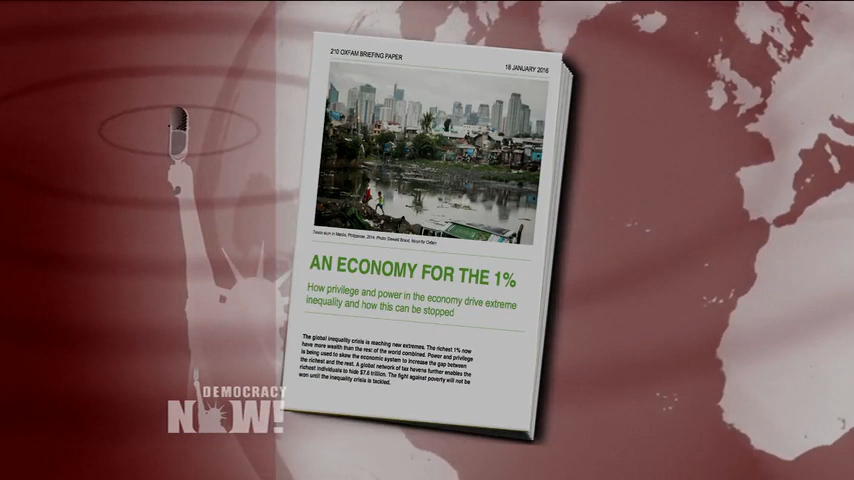 210 OXFAM BRIEFING PAPER
18 JANUARY 2016
Tondo slum in Manila, Philippines, 2014. Photo: Dewald Brand, Miran for Oxfam
AN ECONOMY FOR THE 1%
How privilege and power in the economy drive extreme
inequality and how this can be stopped
The global inequality crisis is reaching new extremes. The richest 1% now
have more wealth than the rest of the world combined. Power and privilege
is being used to skew the economic system to increase the gap between
the richest and the rest. A global network of tax havens further enables the
richest individuals to hide $7.6 trillion. The fight against poverty will not be
won until the inequality crisis is tackled.
DEMOCRACY
NOW!